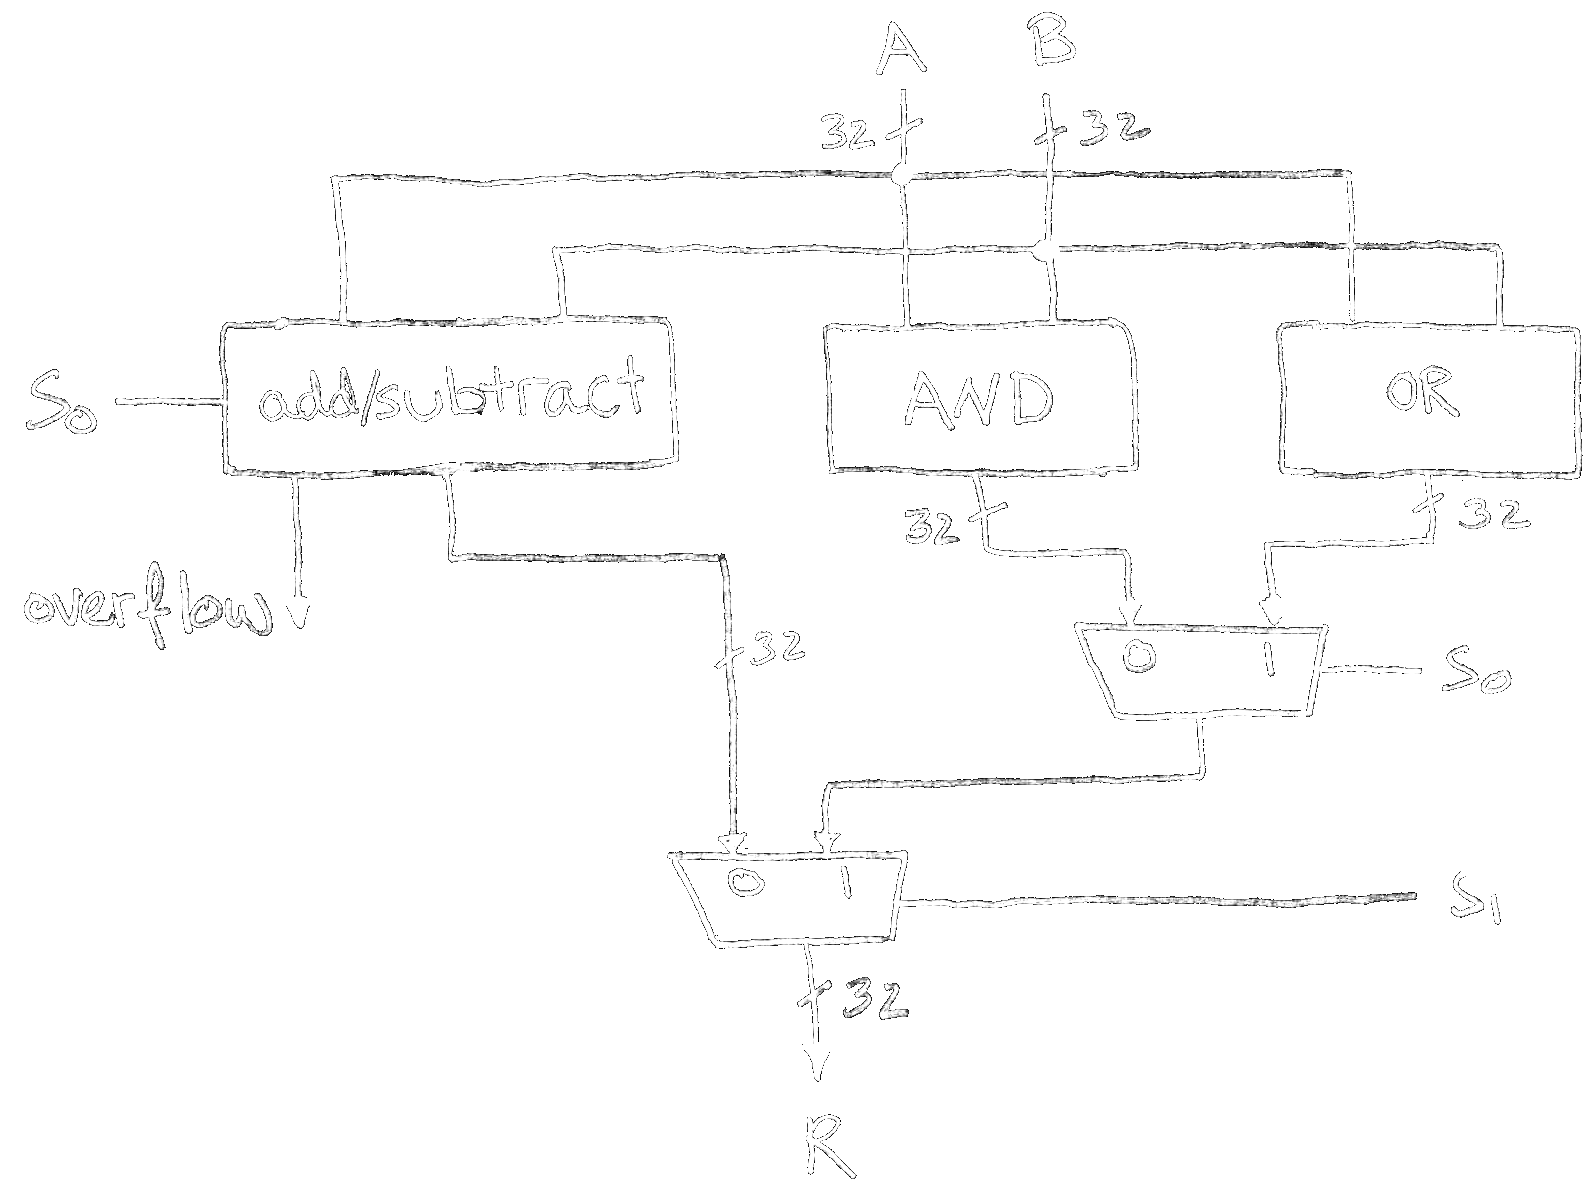 A B
32 32
S0 add/subtract AND OR
32 32
overflow
32
0 1 S0
0 1 S1
32
R